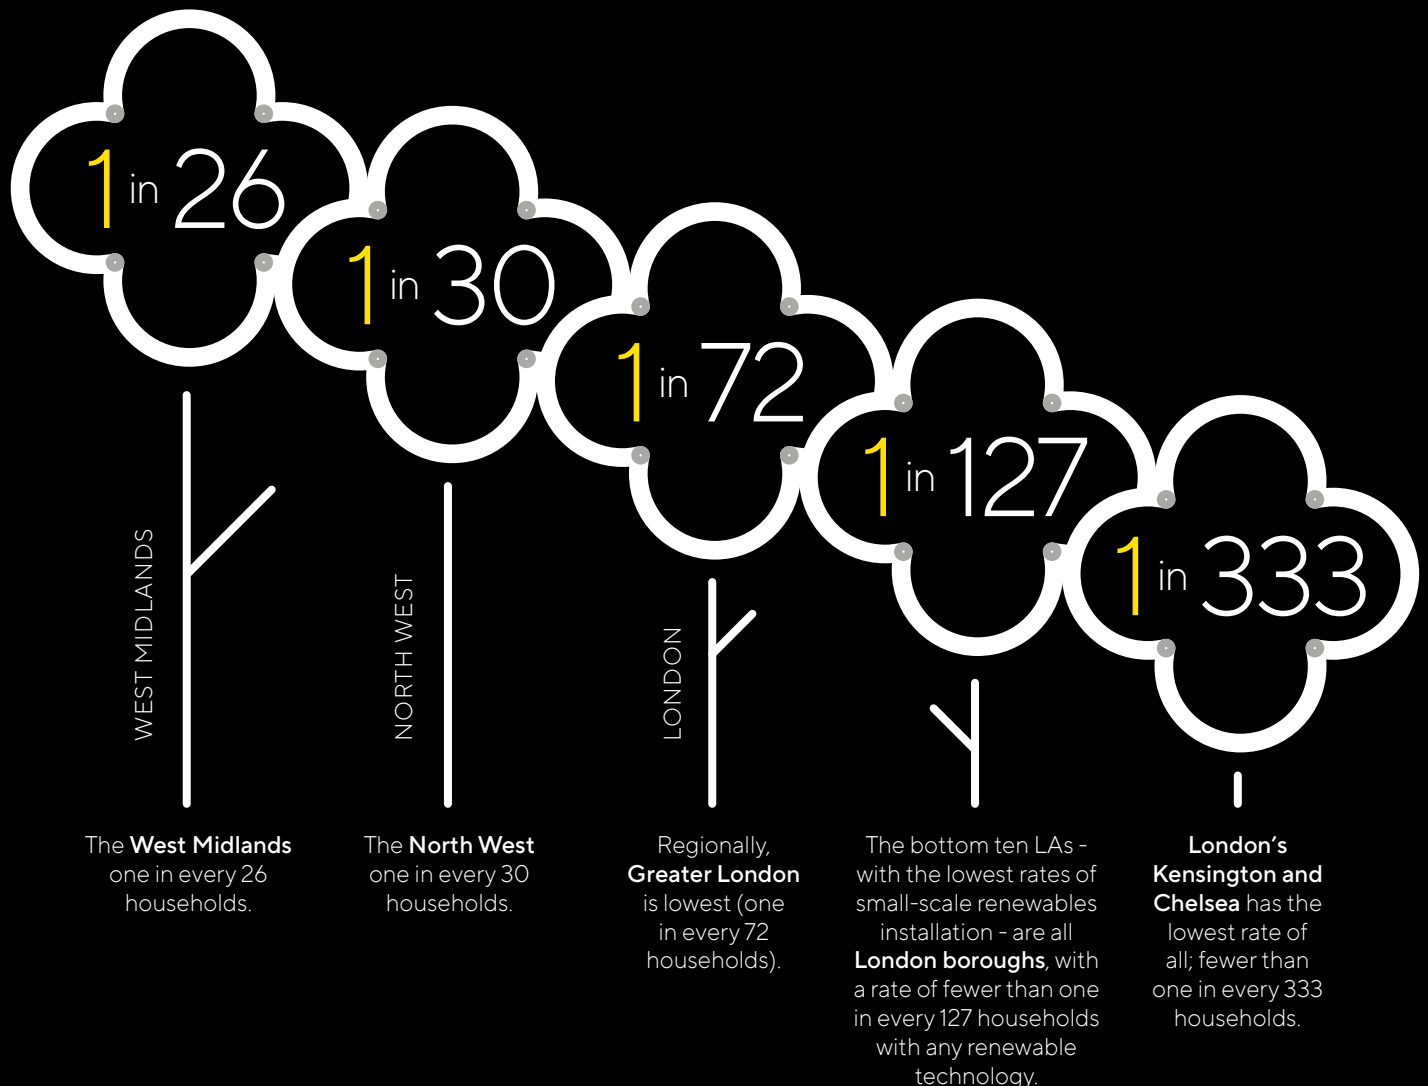 1 in 26
1 in 30
1 in 72
1 in 127
1 in 333
WEST MIDLANDS
NORTH WEST
LONDON
The West Midlands
one in every 26
households.
The North West
one in every 30
households.
Regionally,
Greater London
is lowest (one
in every 72
households).
The bottom ten LAs -
with the lowest rates of
small-scale renewables
installation - are all
London boroughs, with
a rate of fewer than one
in every 127 households
with any renewable
technology.
London's
Kensington and
Chelsea has the
lowest rate of
all; fewer than
one in every 333
households.